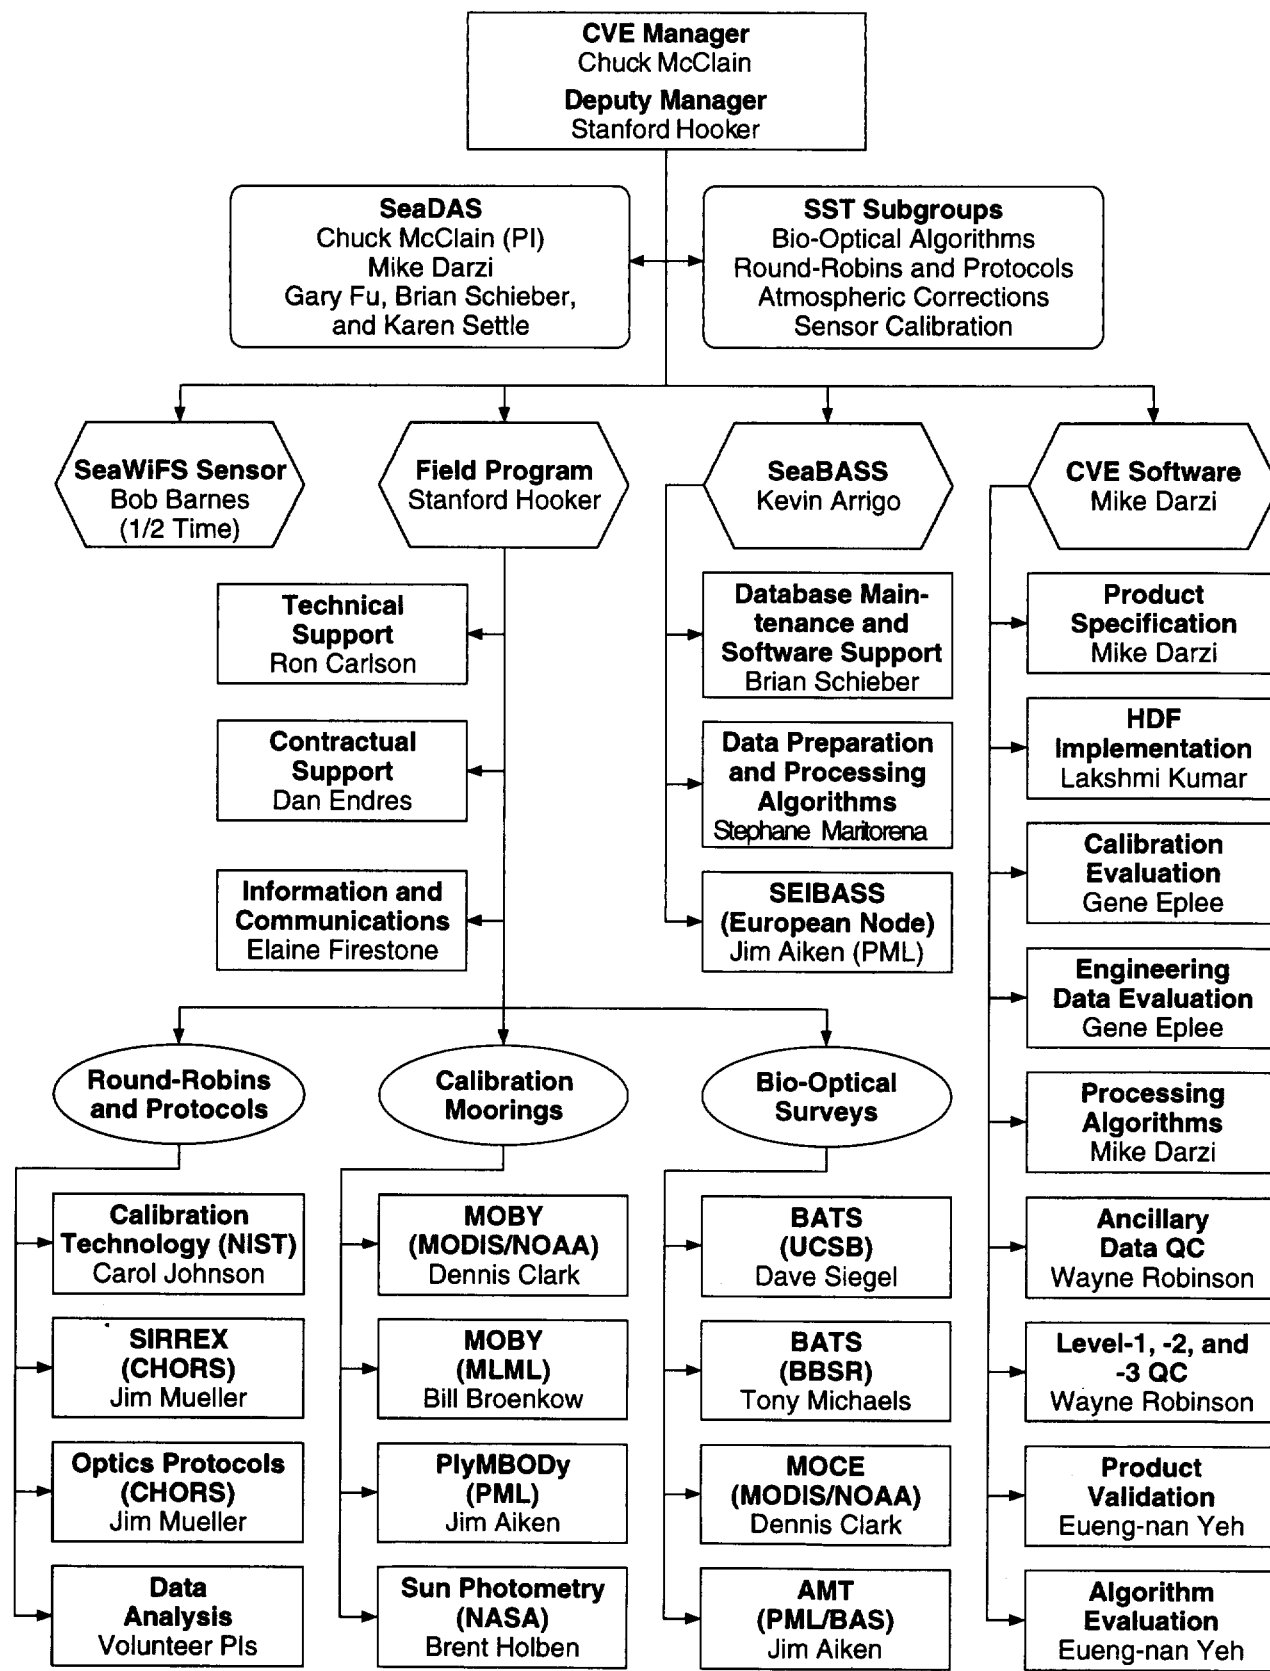 CVE Manager
Chuck McClain
Deputy Manager
Stanford Hooker
SeaDAS
Chuck McClain (PI)
Mike Darzi
Gary Fu, Brian Schieber,
and Karen Settle
SST Subgroups
Bio-Optical Algorithms
Round-Robins and Protocols
Atmospheric Corrections
Sensor Calibration
SeaWiFS Sensor
Bob Barnes
(1/2 Time)
Field Program
Stanford Hooker
SeaBASS
Kevin Arrigo
CVE Software
Mike Darzi
Technical
Support
Ron Carlson
Contractual
Support
Dan Endres
Information and
Communications
Elaine Firestone
Database Main-
tenance and
Software Support
Brian Schieber
Data Preparation
and Processing
Algorithms
Stephane Maritorena
SEIBASS
(European Node)
Jim Aiken (PML)
Product
Specification
Mike Darzi
HDF
Implementation
Lakshmi Kumar
Calibration
Evaluation
Gene Eplee
Engineering
Data Evaluation
Gene Eplee
Processing
Algorithms
Mike Darzi
Ancillary
Data QC
Wayne Robinson
Level-1, -2, and
-3 QC
Wayne Robinson
Product
Validation
Eueng-nan Yeh
Algorithm
Evaluation
Eueng-nan Yeh
Round-Robins
and Protocols
Calibration
Technology (NIST)
Carol Johnson
SIRREX
(CHORS)
Jim Mueller
Optics Protocols
(CHORS)
Jim Mueller
Data
Analysis
Volunteer PIs
Calibration
Moorings
MOBY
(MODIS/NOAA)
Dennis Clark
MOBY
(MLML)
Bill Broenkow
PlyMBODy
(PML)
Jim Aiken
Sun Photometry
(NASA)
Brent Holben
Bio-Optical
Surveys
BATS
(UCSB)
Dave Siegel
BATS
(BBSR)
Tony Michaels
MOCE
(MODIS/NOAA)
Dennis Clark
AMT
(PML/BAS)
Jim Aiken